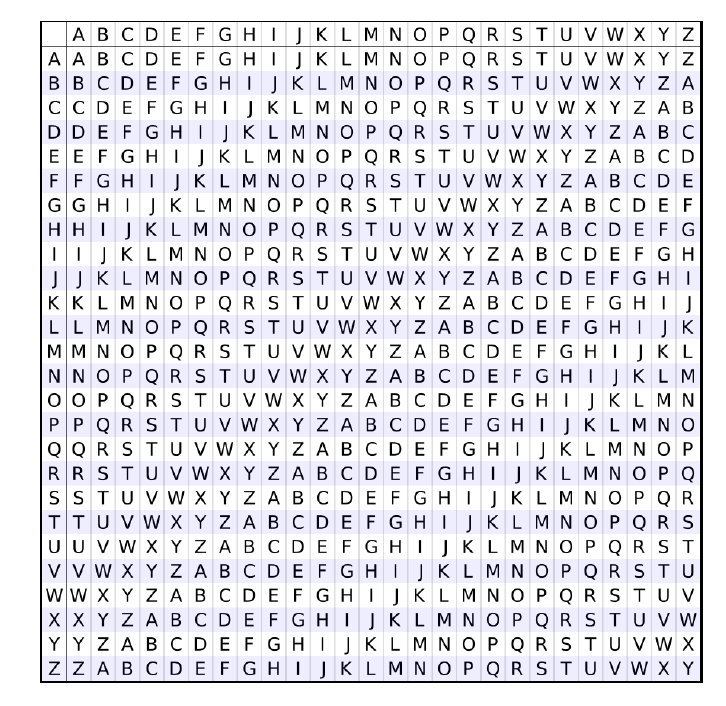 A B C D E F G H I J K L M N O P Q R S T U V W X Y Z
A A B C D E F G H I J K L M N O P Q R S T U V W X Y Z
B B C D E F G H I J K L M N O P Q R S T U V W X Y Z A
C C D E F G H I J K L M N O P Q R S T U V W X Y Z A B
D D E F G H I J K L M N O P Q R S T U V W X Y Z A B C
E E F G H I J K L M N O P Q R S T U V W X Y Z A B C D
F F G H I J K L M N O P Q R S T U V W X Y Z A B C D E
G G H I J K L M N O P Q R S T U V W X Y Z A B C D E F
H H I J K L M N O P Q R S T U V W X Y Z A B C D E F G
I I J K L M N O P Q R S T U V W X Y Z A B C D E F G H
J J K L M N O P Q R S T U V W X Y Z A B C D E F G H I
K K L M N O P Q R S T U V W X Y Z A B C D E F G H I J
L L M N O P Q R S T U V W X Y Z A B C D E F G H I J K
M M N O P Q R S T U V W X Y Z A B C D E F G H I J K L
N N O P Q R S T U V W X Y Z A B C D E F G H I J K L M
O O P Q R S T U V W X Y Z A B C D E F G H I J K L M N
P P Q R S T U V W X Y Z A B C D E F G H I J K L M N O
Q Q R S T U V W X Y Z A B C D E F G H I J K L M N O P
R R S T U V W X Y Z A B C D E F G H I J K L M N O P Q
S S T U V W X Y Z A B C D E F G H I J K L M N O P Q R
T T U V W X Y Z A B C D E F G H I J K L M N O P Q R S
U U V W X Y Z A B C D E F G H I J K L M N O P Q R S T
V V W X Y Z A B C D E F G H I J K L M N O P Q R S T U
W W X Y Z A B C D E F G H I J K L M N O P Q R S T U V
X X Y Z A B C D E F G H I J K L M N O P Q R S T U V W
Y Y Z A B C D E F G H I J K L M N O P Q R S T U V W X
Z Z A B C D E F G H I J K L M N O P Q R S T U V W X Y